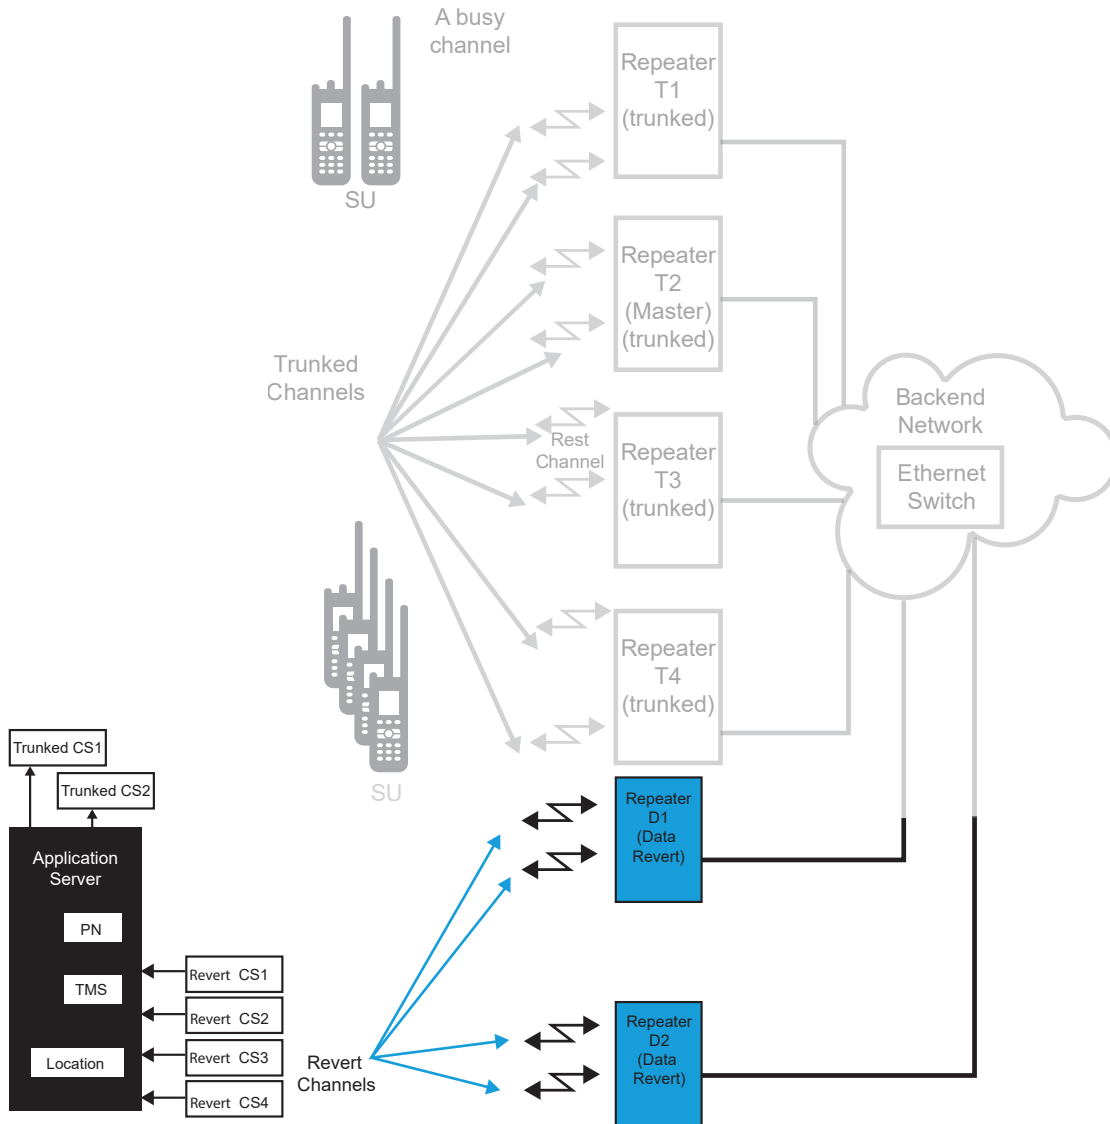 A busy
channel
SU
Repeater
T1
(trunked)
Repeater
T2
(Master)
(trunked)
Trunked
Channels
Rest
Channel
Repeater
T3
(trunked)
Backend
Network
Ethernet
Switch
Repeater
T4
(trunked)
SU
Trunked CS1
Trunked CS2
Application
Server
PN
TMS
Location
Revert CS1
Revert CS2
Revert CS3
Revert CS4
Revert
Channels
Repeater
D1
(Data
Revert)
Repeater
D2
(Data
Revert)